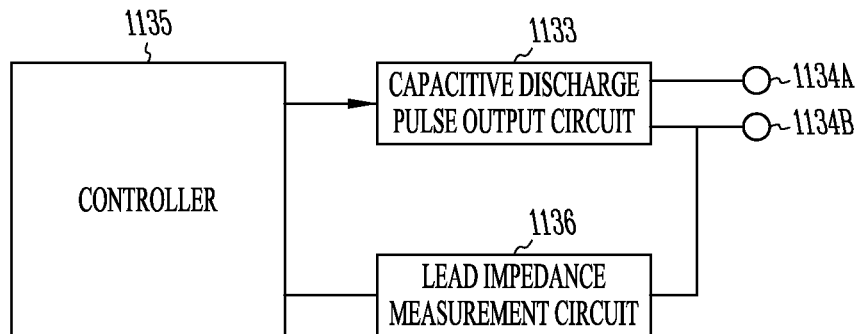 1135
1133
CAPACITIVE DISCHARGE
PULSE OUTPUT CIRCUIT
1134A
1134B
CONTROLLER
1136
LEAD IMPEDANCE
MEASUREMENT CIRCUIT